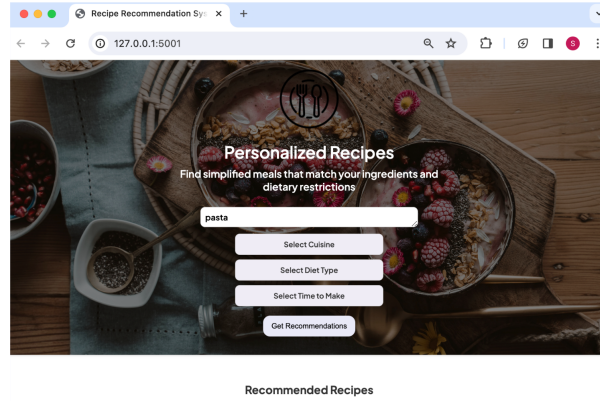 Recipe Recommendation Sys
127.0.0.1:5001
S
Personalized Recipes
Find simplified meals that match your ingredients and
dietary restrictions
pasta
Select Cuisine
Select Diet Type
Select Time to Make
Get Recommendations
Recommended Recipes